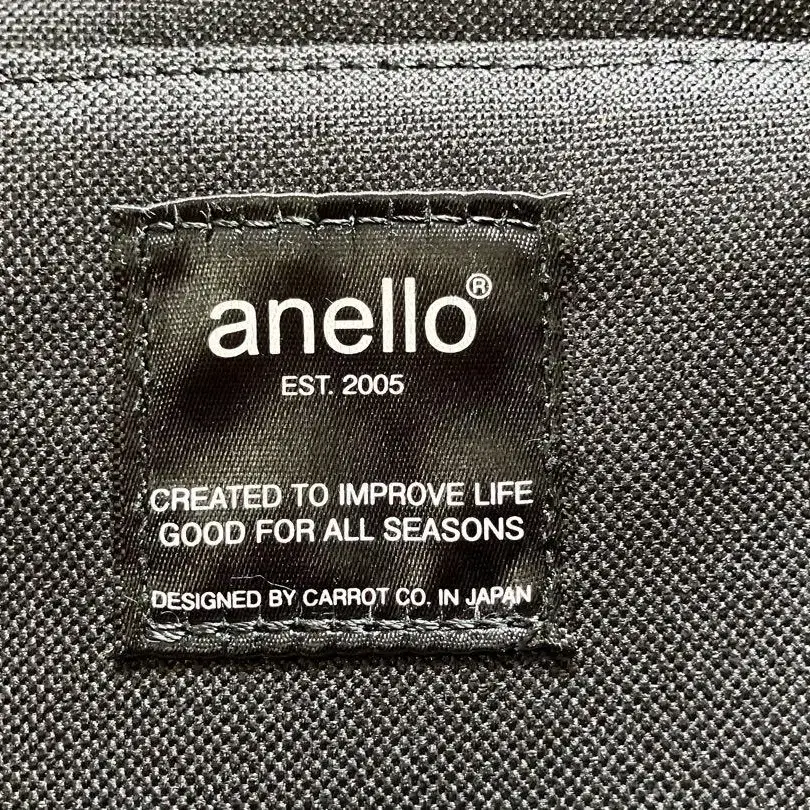 anello®
EST. 2005
CREATED TO IMPROVE LIFE
GOOD FOR ALL SEASONS
DESIGNED BY CARROT CO. IN JAPAN